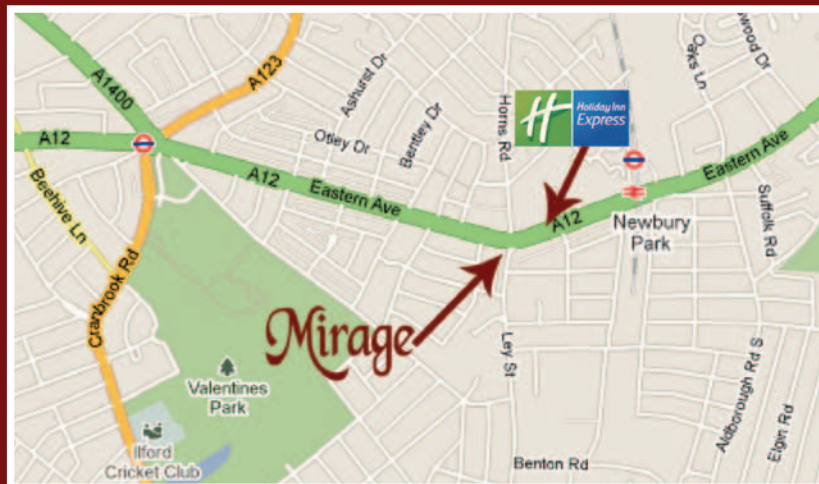 A1400
A123
A12
Beehive Ln
Cranbrook Rd
Otley Dr
Ashurst Dr
Bentley Dr
Horns Rd
Holiday Inn
Express
Oaks Ln
wood Dr
A12
Eastern Ave
A12
Eastern Ave
Newbury
Park
Suffolk Rd
Mirage
Ley St
Valentines
Park
Ilford
Cricket Club
Benton Rd
Aldborough Rd S
Elgin Rd